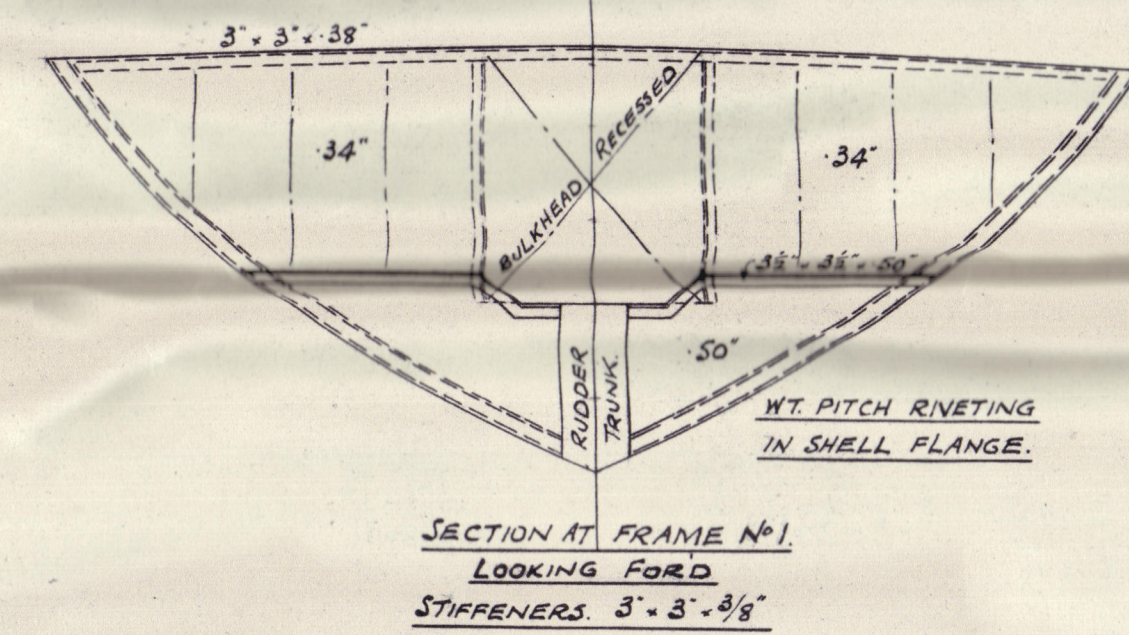 3" × 3" × ·38"
BULKHEAD RECESSED
·34"
·34"
3½" × 3½" × ·50"
·50"
RUDDER
TRUNK.
WT. PITCH RIVETING
IN SHELL FLANGE.
SECTION AT FRAME No 1.
LOOKING FORD
STIFFENERS. 3" × 3" × 3/8"